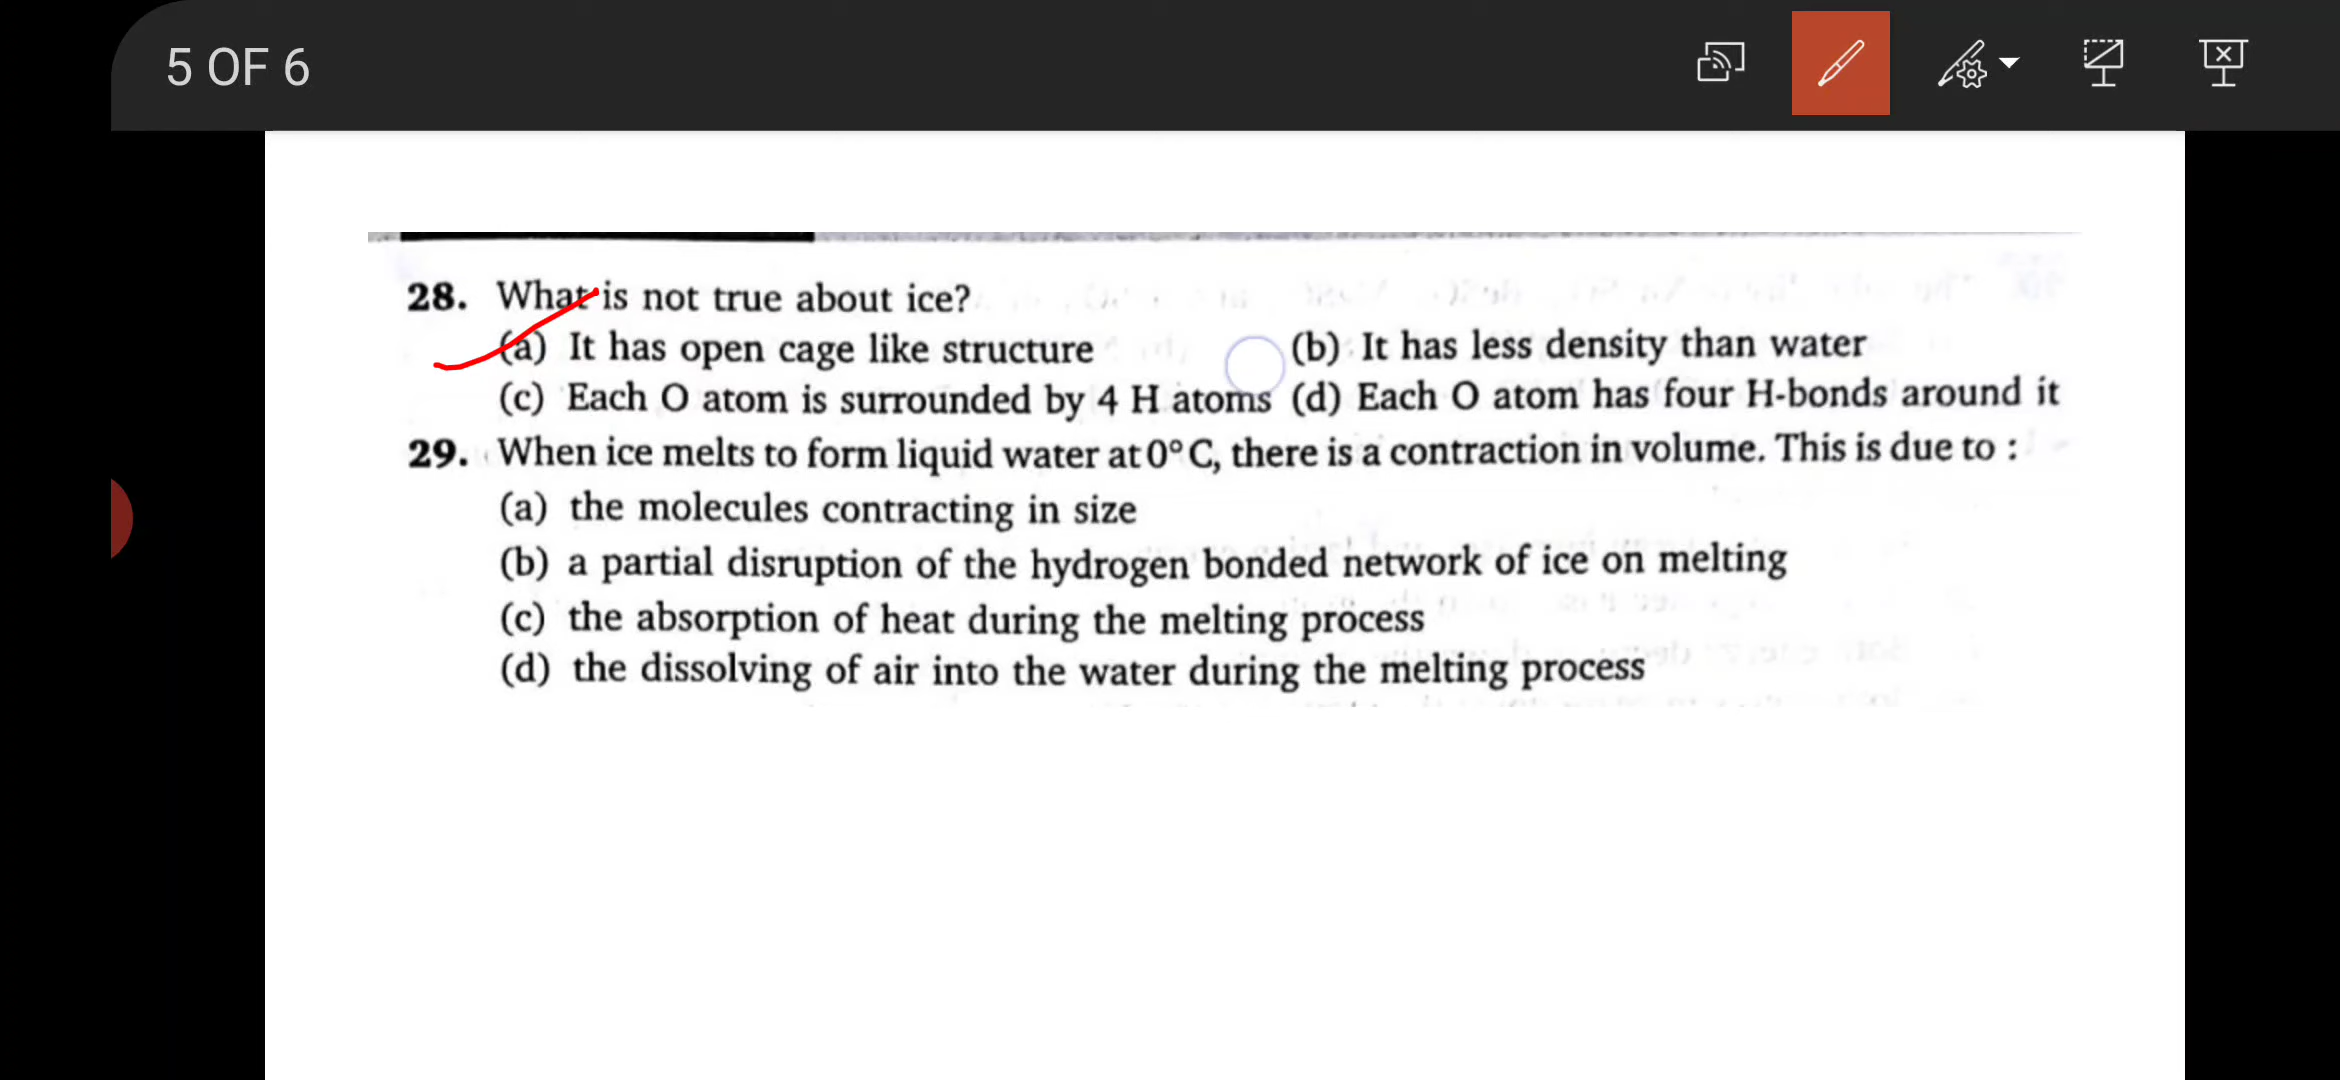 5 OF 6
28. What is not true about ice?
(a) It has open cage like structure (b) It has less density than water
(c) Each O atom is surrounded by 4 H atoms (d) Each O atom has four H-bonds around it
29. When ice melts to form liquid water at 0°C, there is a contraction in volume. This is due to :
(a) the molecules contracting in size
(b) a partial disruption of the hydrogen bonded network of ice on melting
(c) the absorption of heat during the melting process
(d) the dissolving of air into the water during the melting process